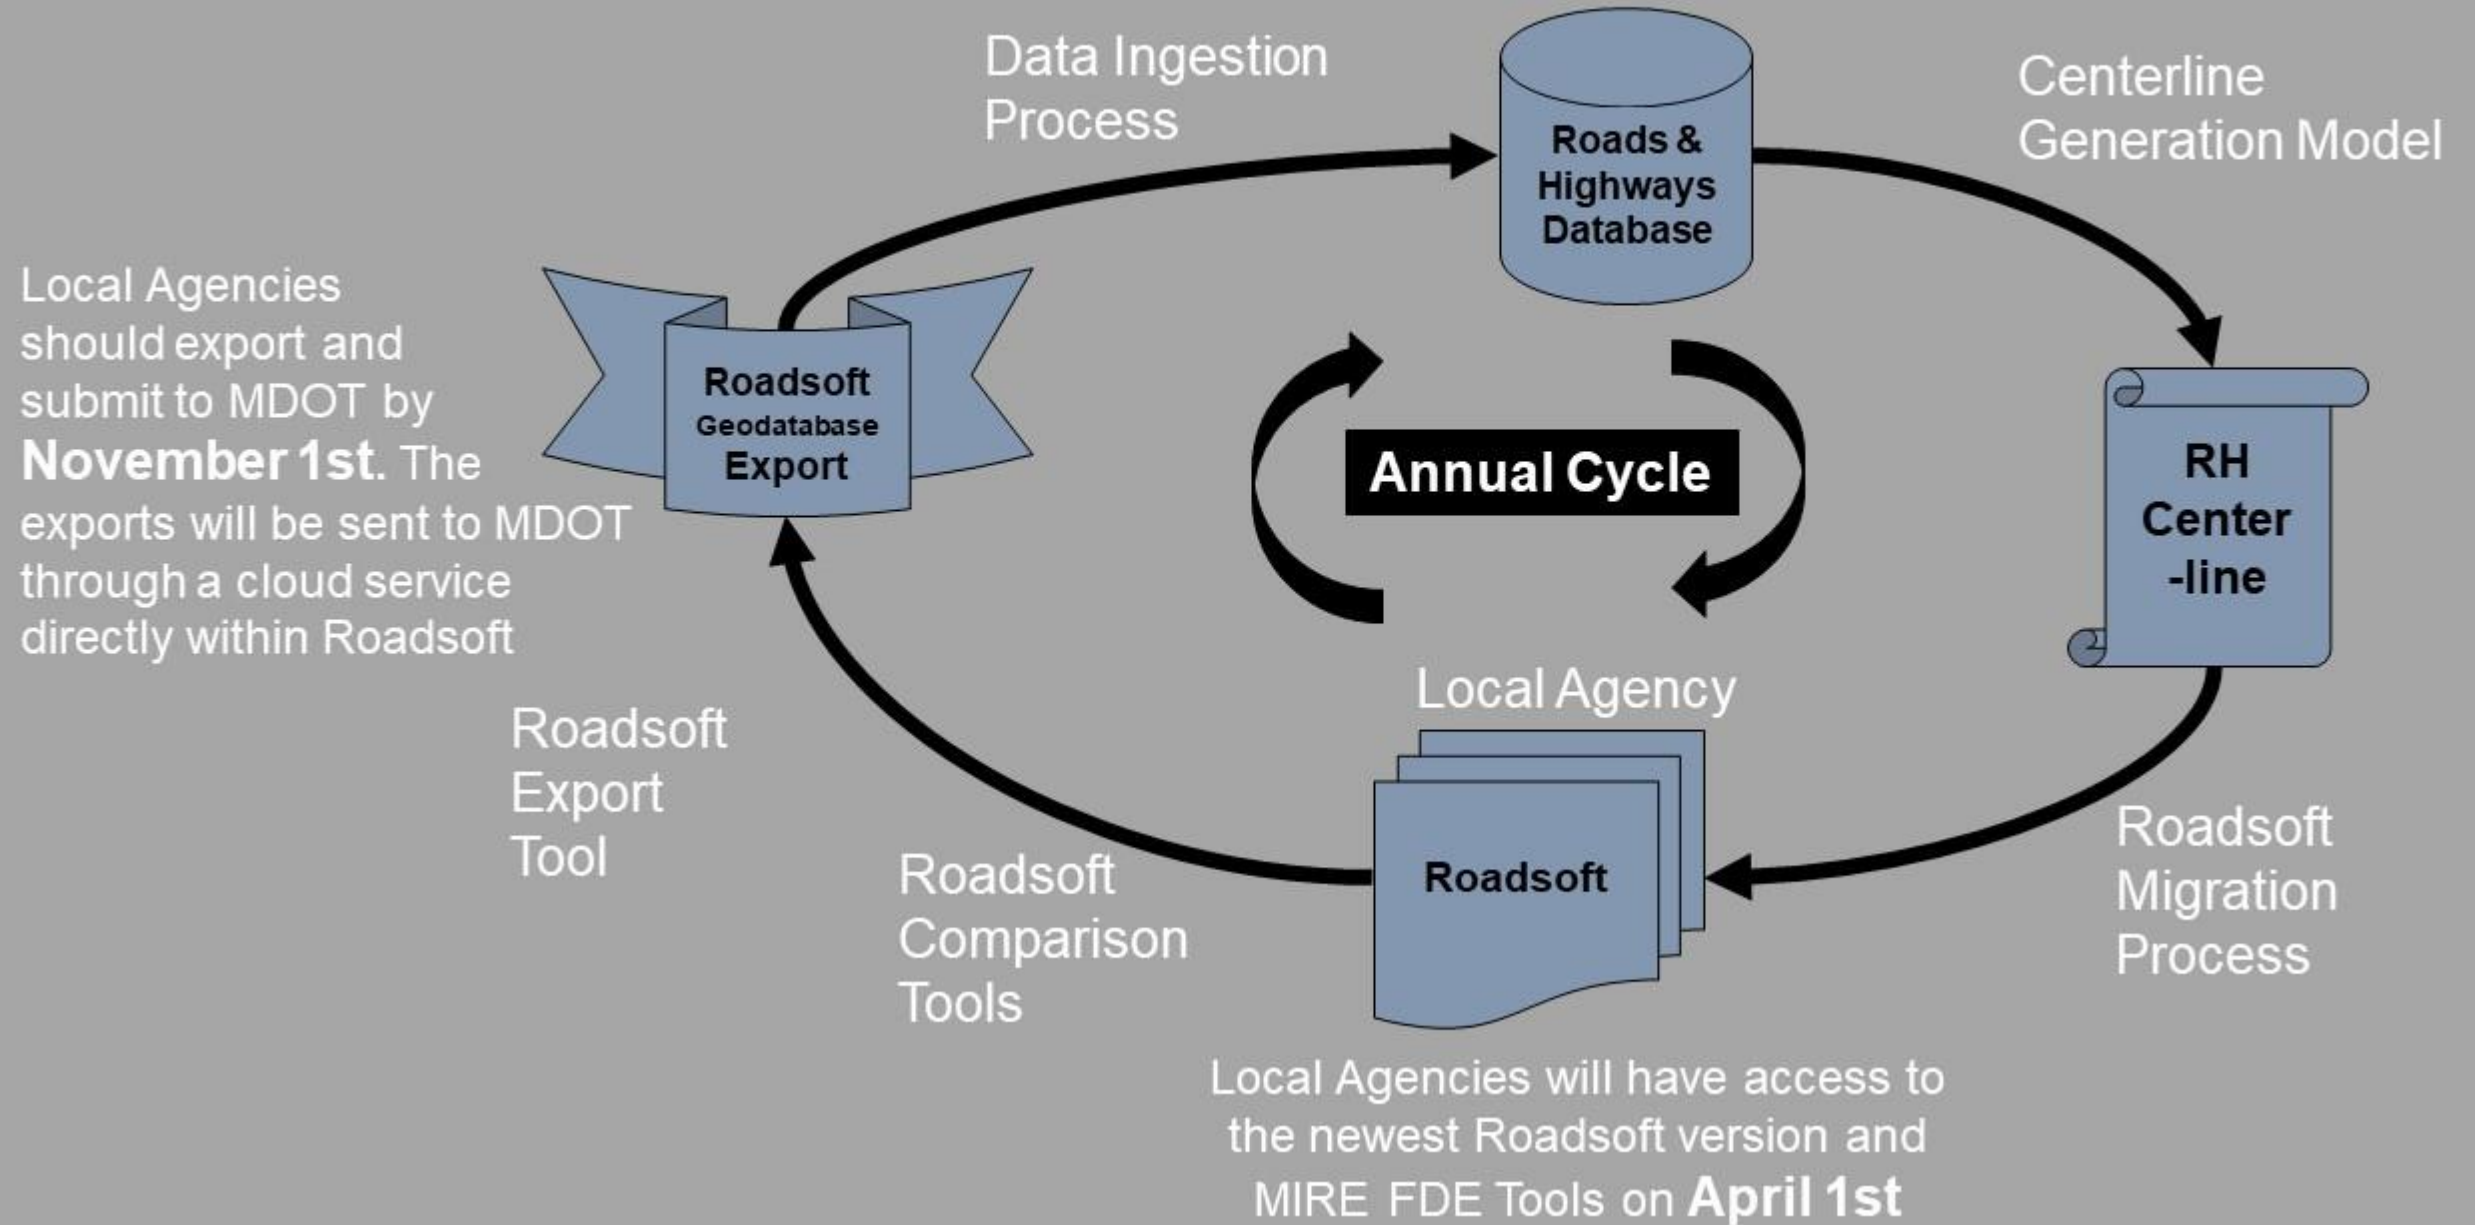 Data Ingestion
Process
Roads &
Highways
Database
Centerline
Generation Model
Local Agencies
should export and
submit to MDOT by
November 1st. The
exports will be sent to MDOT
through a cloud service
directly within Roadsoft
Roadsoft
Geodatabase
Export
Annual Cycle
RH
Center
-line
Local Agency
Roadsoft
Roadsoft
Export
Tool
Roadsoft
Comparison
Tools
Roadsoft
Migration
Process
Local Agencies will have access to
the newest Roadsoft version and
MIRE FDE Tools on April 1st